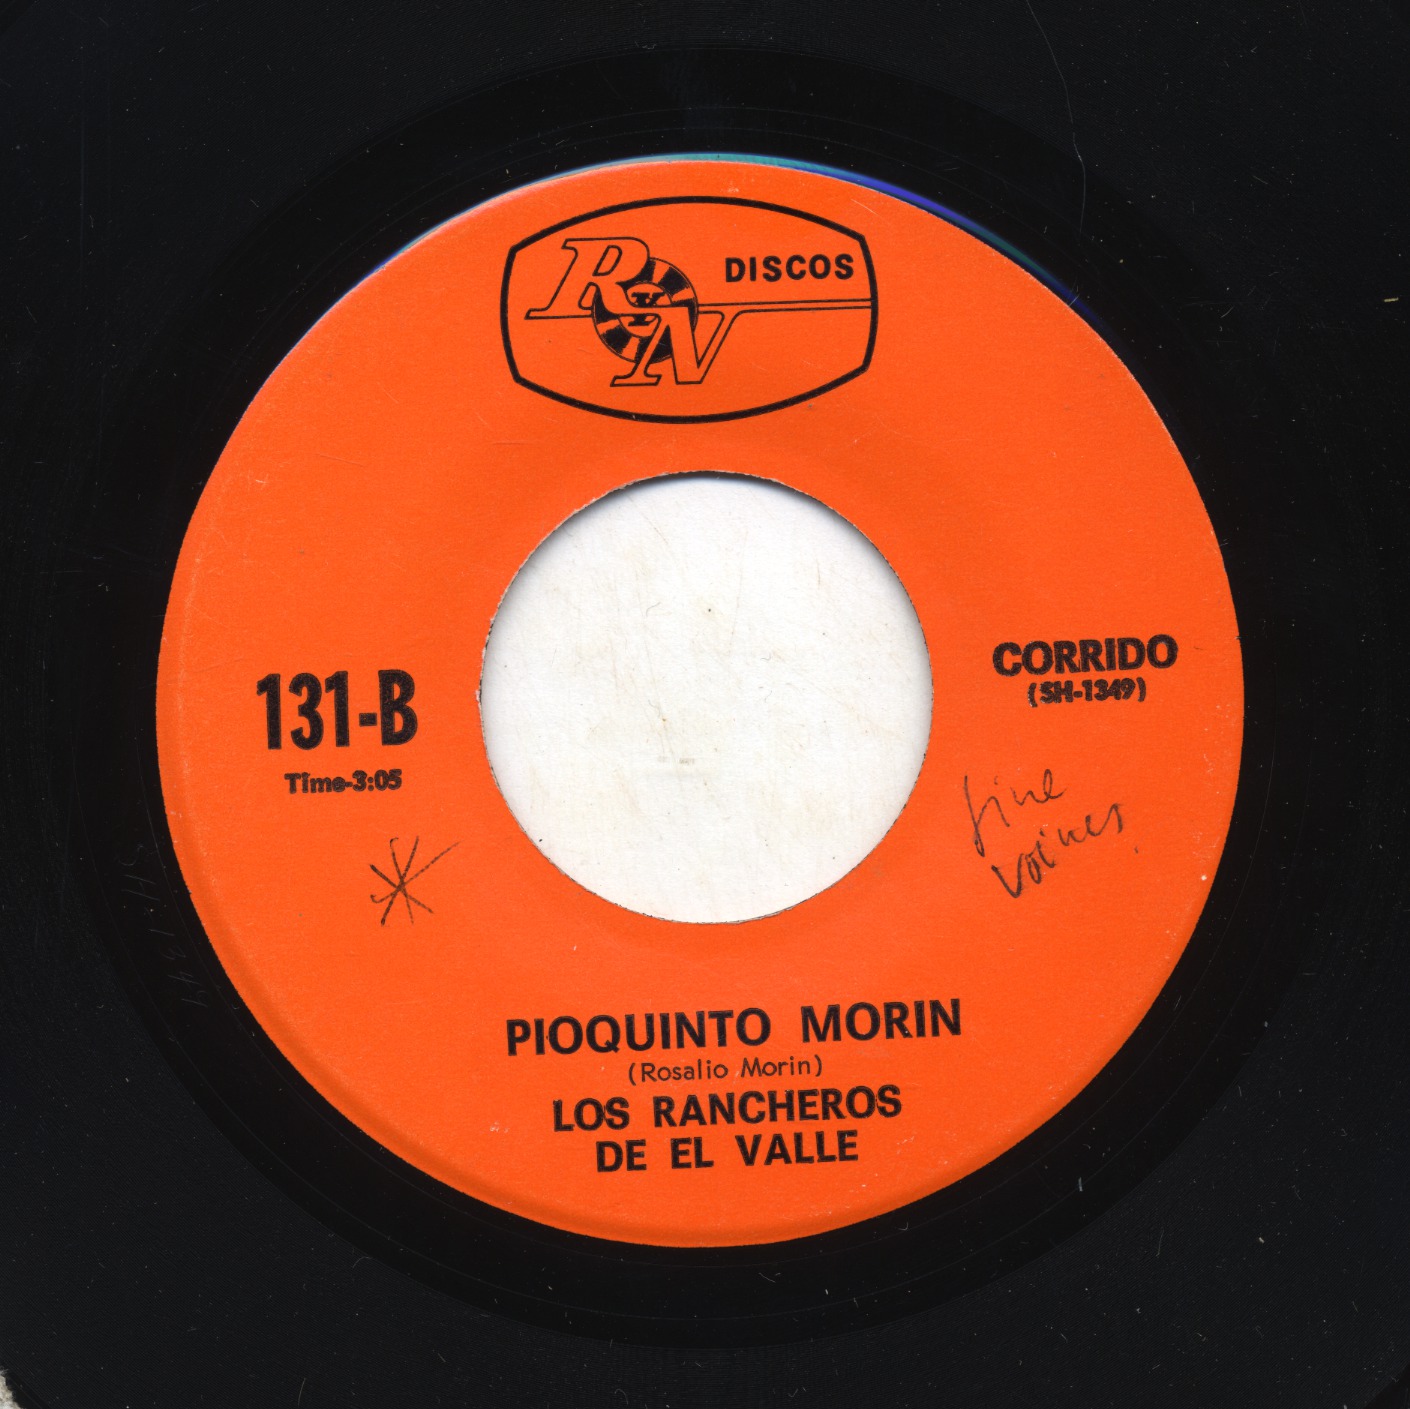 RyN DISCOS
131-B
Time-3:05
CORRIDO
(SH-1349)
fine
voices
PIOQUINTO MORIN
(Rosalio Morin)
LOS RANCHEROS
DE EL VALLE